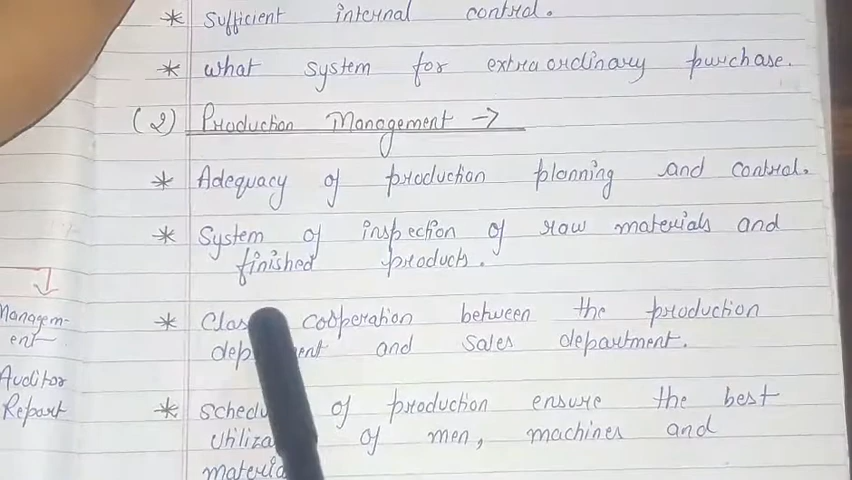 * Sufficient internal control.
* what system for extraordinary purchase.
(2) Production Management →
* Adequacy of production planning and control.
* System of inspection of raw materials and
finished products.
* cooperation between the production
and sales department.
* of production ensure the best
of men, machines and
Managem-
ent
Auditor
Report